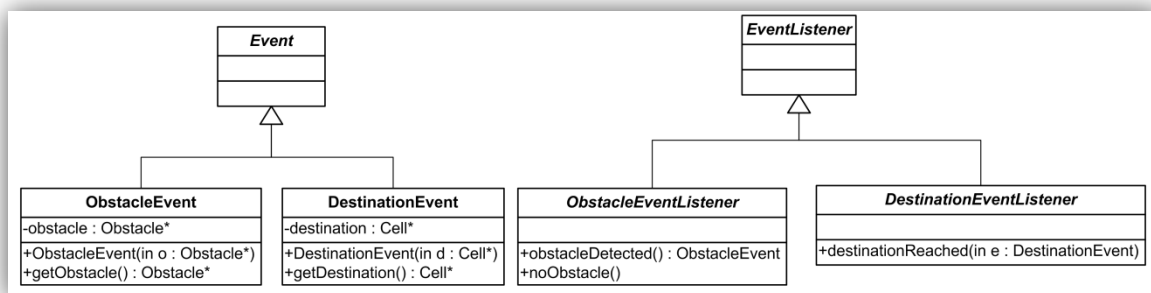 Event
EventListener
ObstacleEvent
-obstacle : Obstacle*
+ObstacleEvent(in o : Obstacle*)
+getObstacle() : Obstacle*
DestinationEvent
-destination : Cell*
+DestinationEvent(in d : Cell*)
+getDestination() : Cell*
ObstacleEventListener
+obstacleDetected() : ObstacleEvent
+noObstacle()
DestinationEventListener
+destinationReached(in e : DestinationEvent)